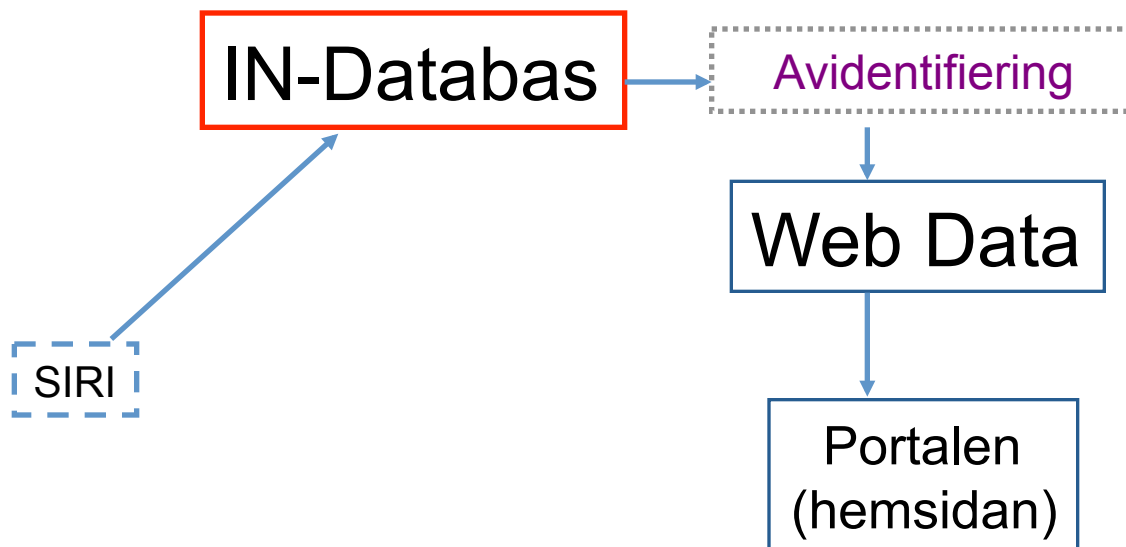 IN-Databas
Avidentifiering
Web Data
SIRI
Portalen
(hemsidan)